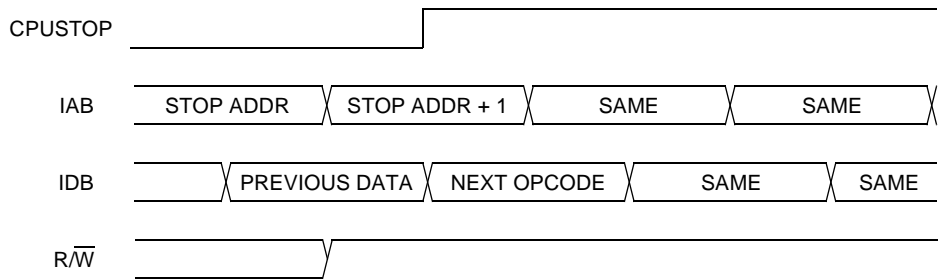 CPUSTOP
IAB STOP ADDR STOP ADDR + 1 SAME SAME
IDB PREVIOUS DATA NEXT OPCODE SAME SAME
R/W̅